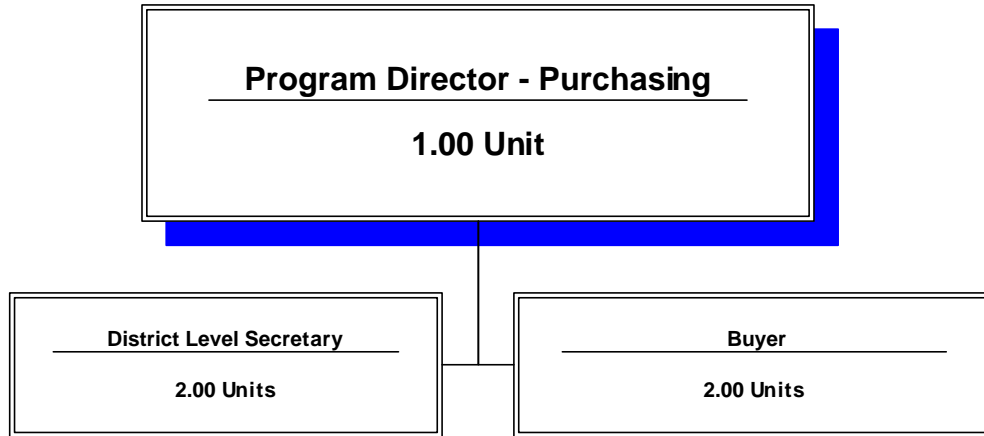 Program Director - Purchasing
1.00 Unit
District Level Secretary
2.00 Units
Buyer
2.00 Units